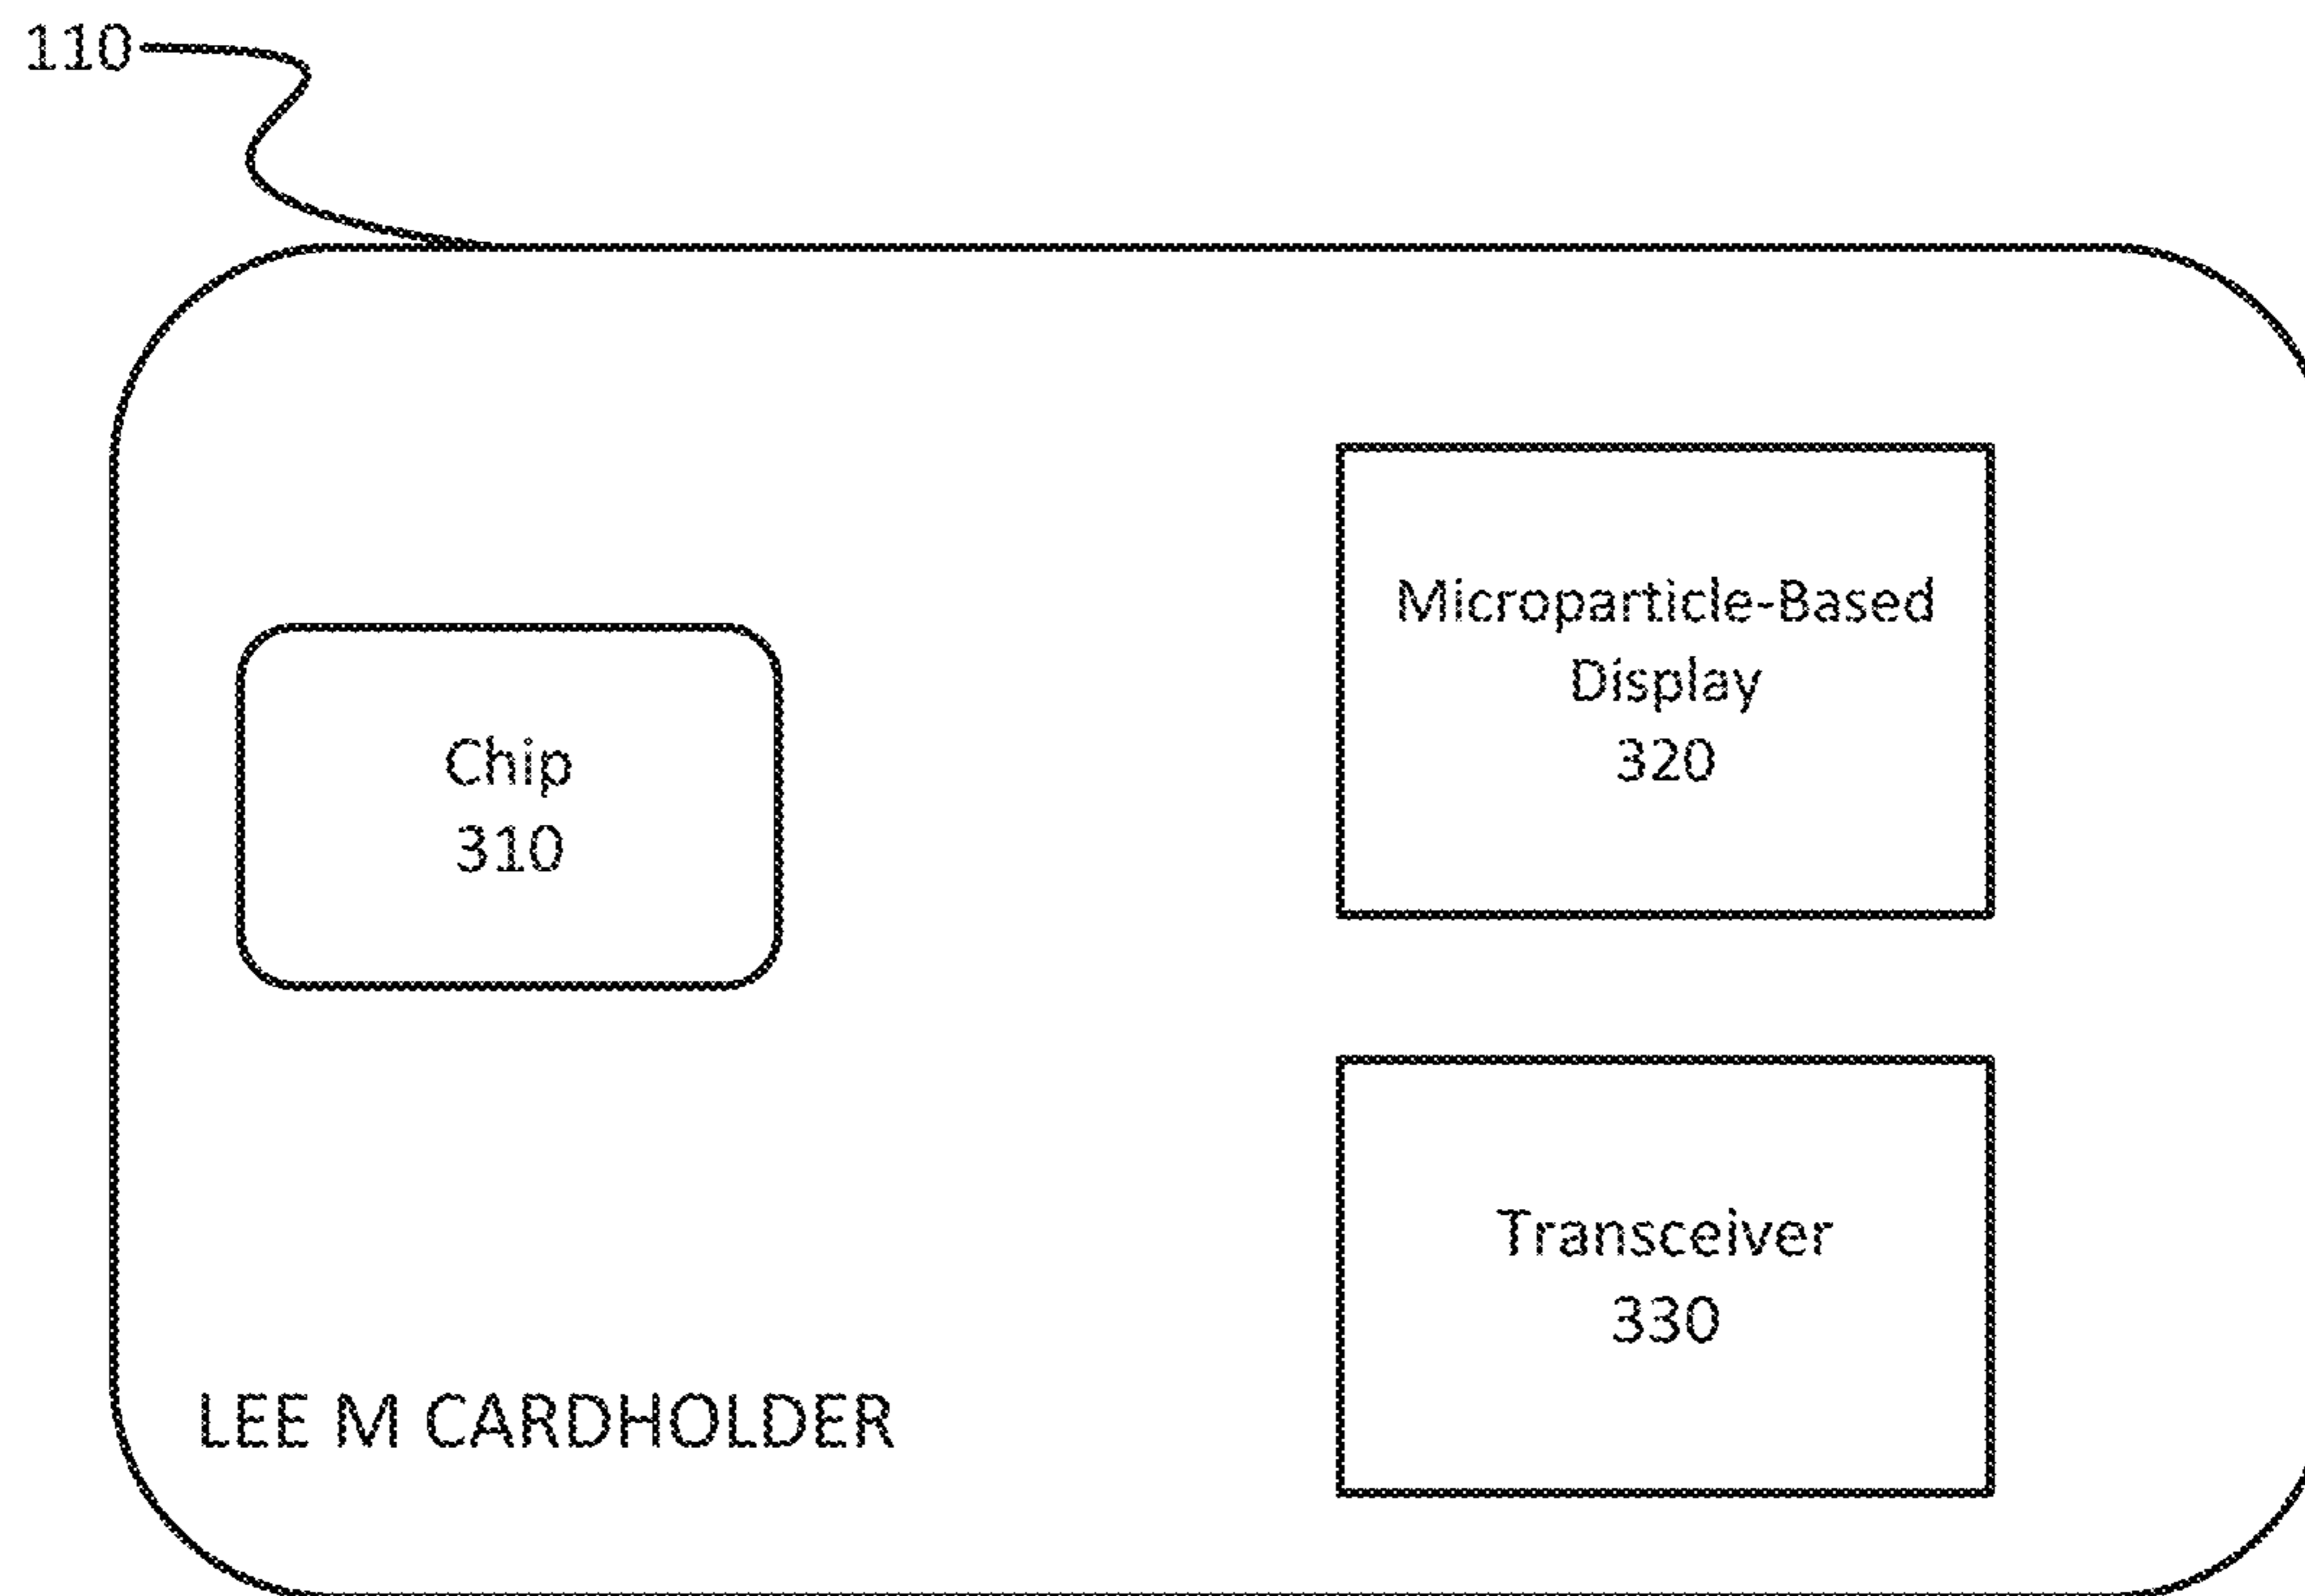 110
Chip
310
Microparticle-Based
Display
320
Transceiver
330
LEE M CARDHOLDER